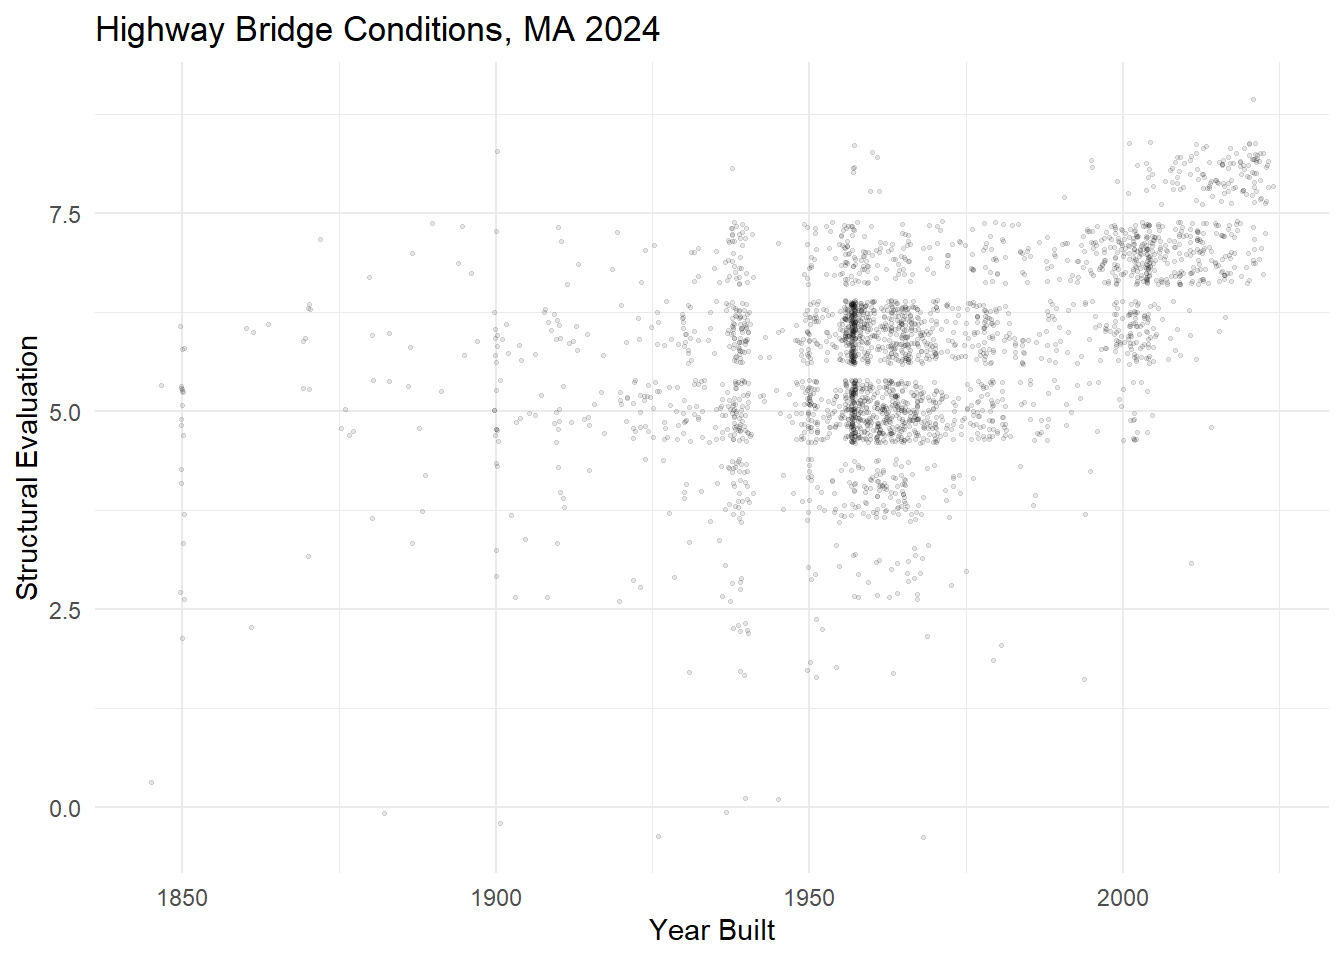 Highway Bridge Conditions, MA 2024
7.5
5.0
2.5
0.0
Structural Evaluation
1850 1900 1950 2000
Year Built